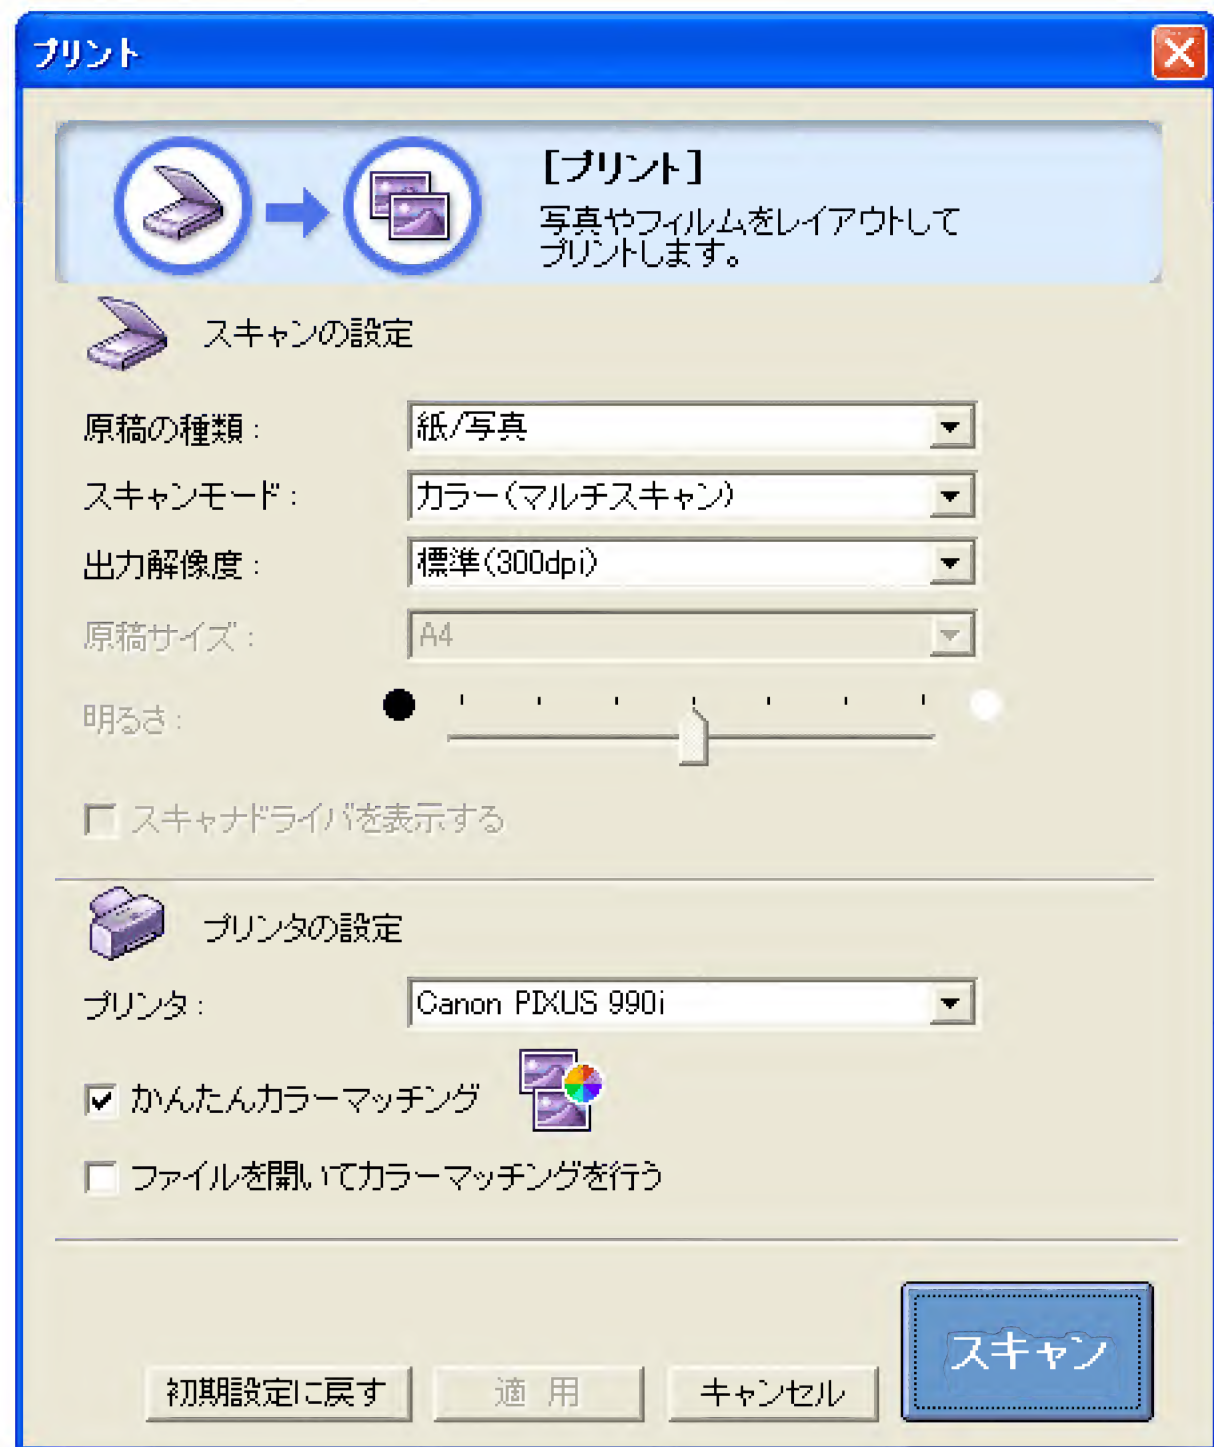 プリント
[プリント]
写真やフィルムをレイアウトして
プリントします。
スキャンの設定
原稿の種類：
紙/写真
スキャンモード：
カラー(マルチスキャン)
出力解像度：
標準(300dpi)
原稿サイズ：
A4
明るさ：
スキャナドライバを表示する
プリンタの設定
プリンタ：
Canon PIXUS 990i
かんたんカラーマッチング
ファイルを開いてカラーマッチングを行う
スキャン
初期設定に戻す
適 用
キャンセル